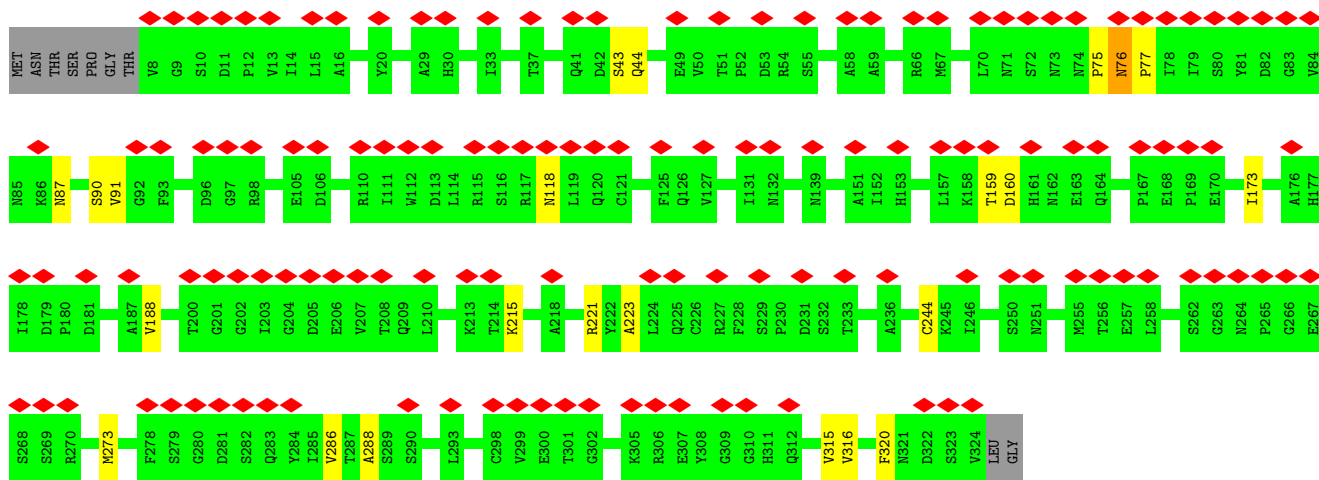 MET ASN THR SER PRO GLY THR V8 G9 S10 D11 P12 V13 I14 L15 A16 Y20 A29 H30 I33 T37 Q41 D42 S43 Q44 E49 V50 T51 P52 D53 R54 S55 A58 A59 R66 M67 L70 N71 S72 N73 N74 P75 N76 P77 I78 I79 S80 Y81 D82 G83 V84
N85 K86 N87 S90 V91 G92 F93 D96 G97 R98 E105 D106 R110 I111 W112 D113 L114 R115 S116 R117 N118 L119 Q120 C121 F125 Q126 V127 I131 N132 N139 A151 I152 H153 L157 K158 T159 D160 H161 N162 E163 Q164 P167 E168 P169 E170 I173 A176 H177
I178 D179 P180 D181 A187 V188 T200 G201 G202 I203 G204 D205 E206 V207 T208 Q209 L210 K213 T214 K215 A218 R221 V222 A223 L224 Q225 C226 R227 F228 S229 P230 D231 S232 T233 A236 C244 K245 I246 S250 N251 M255 T256 E257 L258 S262 G263 N264 P265 G266 E267
S268 S269 R270 M273 F278 S279 G280 D281 S282 Q283 Y284 I285 V286 T287 A288 S289 S290 L293 C298 V299 E300 T301 G302 K305 R306 E307 Y308 G309 G310 H311 Q312 V315 V316 F320 N321 D322 S323 V324 LEU GLY